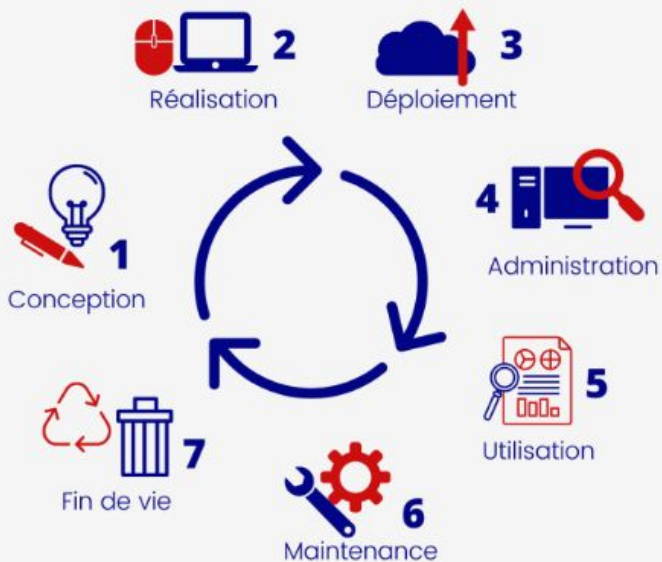 1
Conception
2
Réalisation
3
Déploiement
4
Administration
5
Utilisation
6
Maintenance
7
Fin de vie